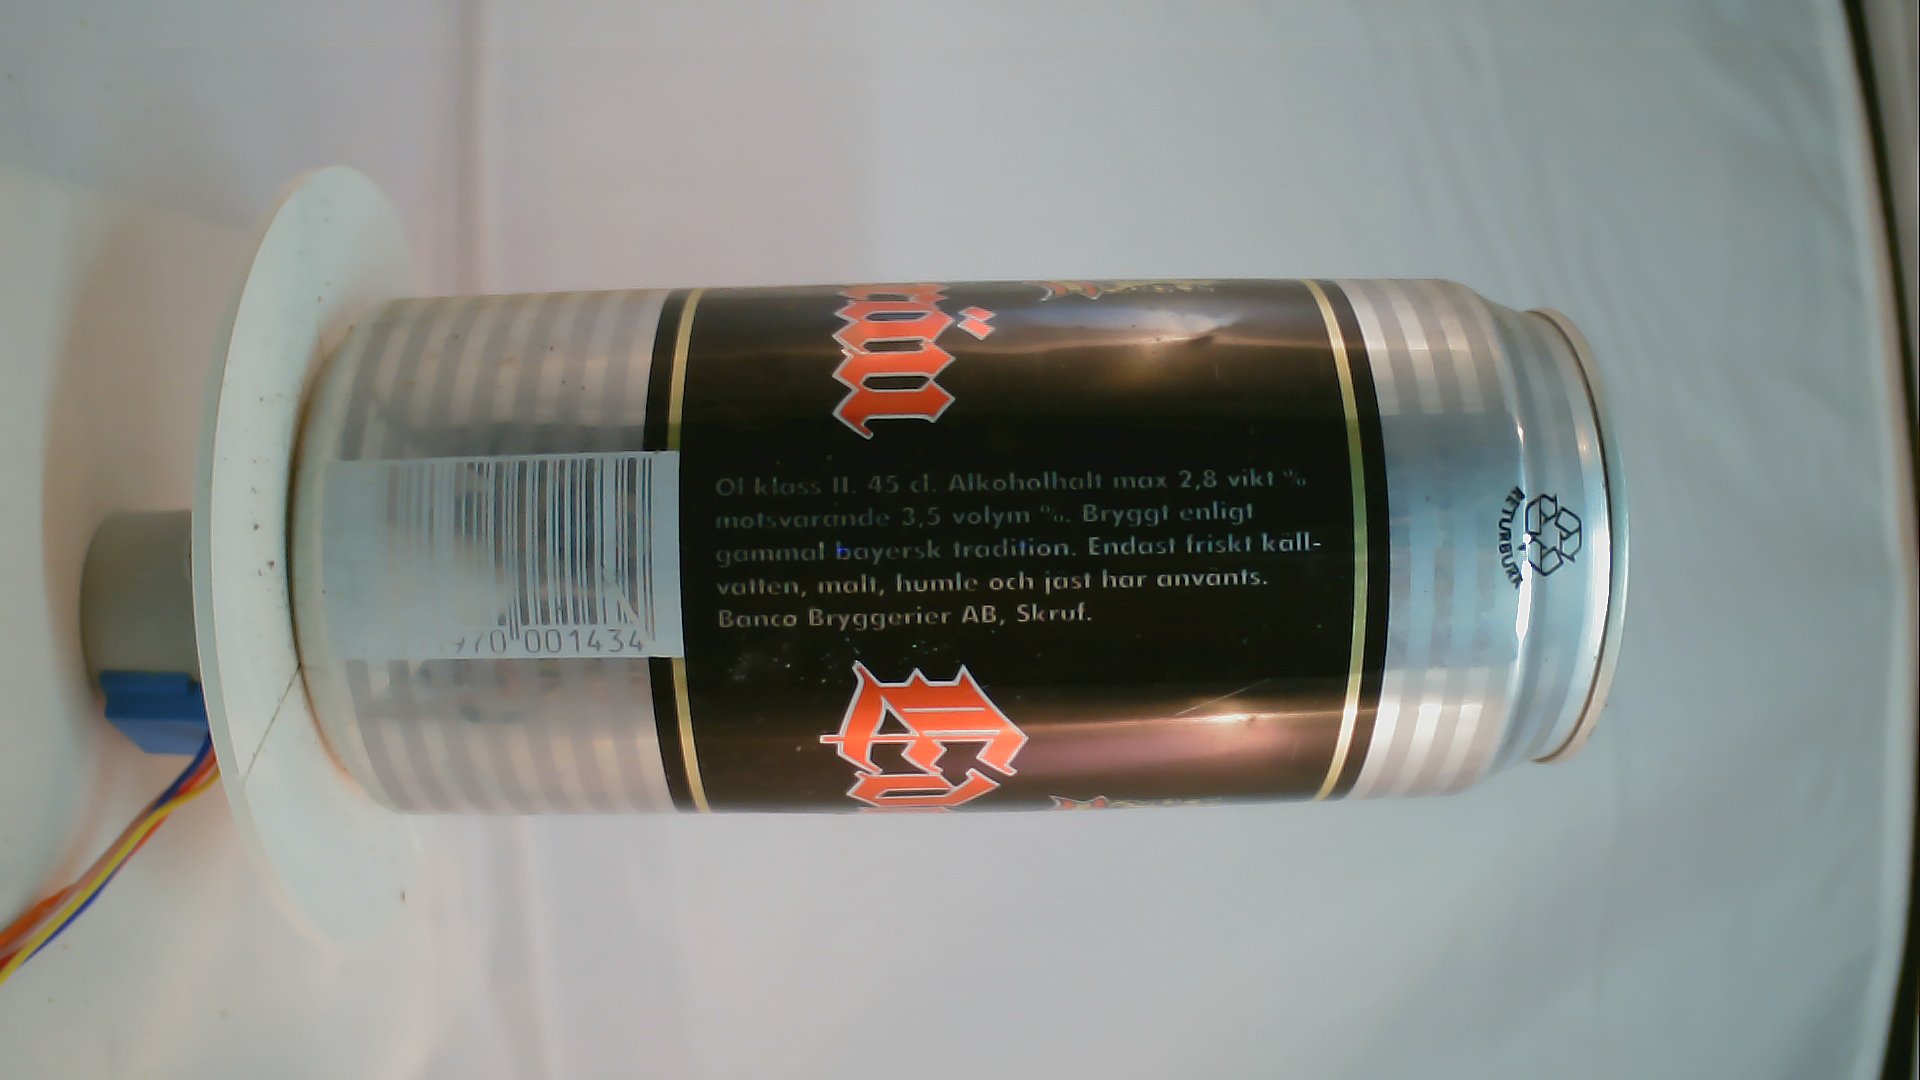 Öl klass II. 45 cl. Alkoholhalt max 2,8 vikt %
motsvarande 3,5 volym %. Bryggt enligt
gammal bayersk tradition. Endast friskt käll-
vatten, malt, humle och jäst har använts.
Banco Bryggerier AB, Skruf.
970 001434
RETURBURK